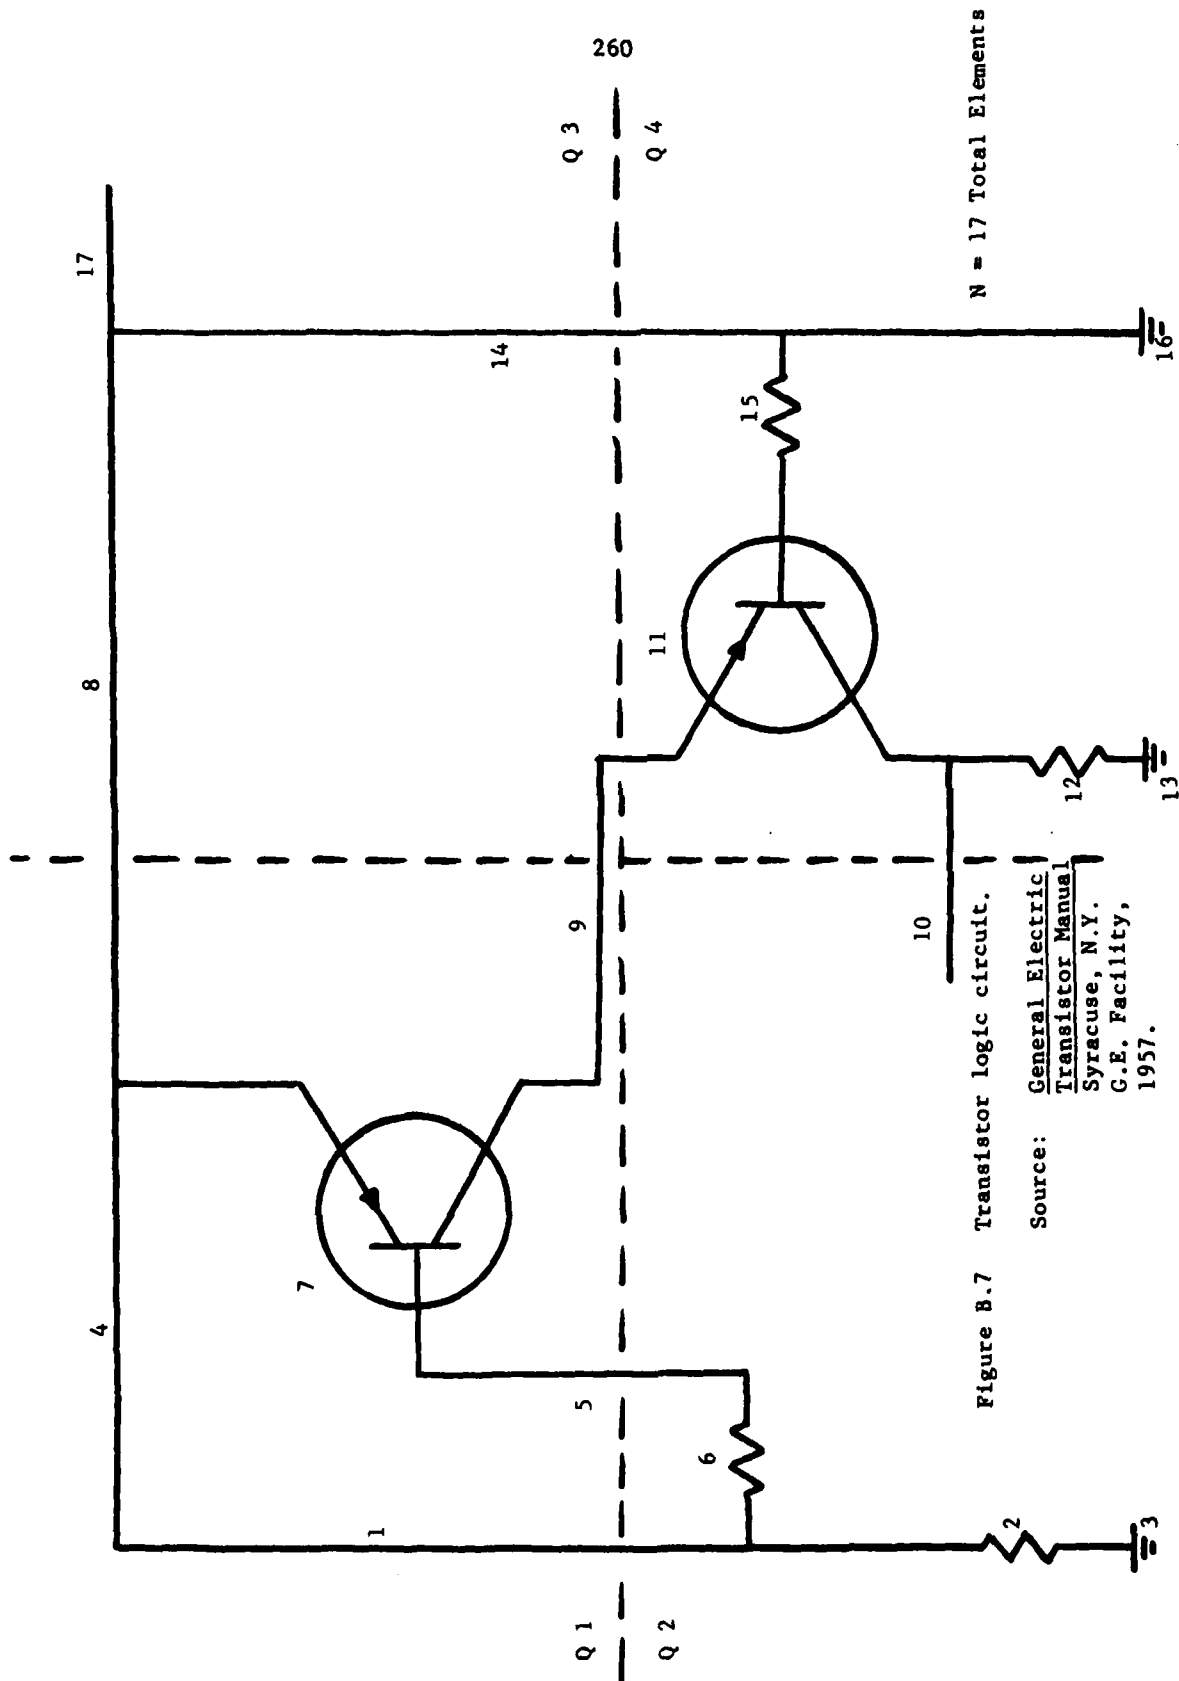 260
17
8
4
Q 3
Q 4
14
15
16
N = 17 Total Elements
11
12
13
9
10
7
5
6
1
2
3
Q 1
Q 2
Figure B.7 Transistor logic circuit.
Source: General Electric
Transistor Manual
Syracuse, N.Y.
G.E. Facility,
1957.